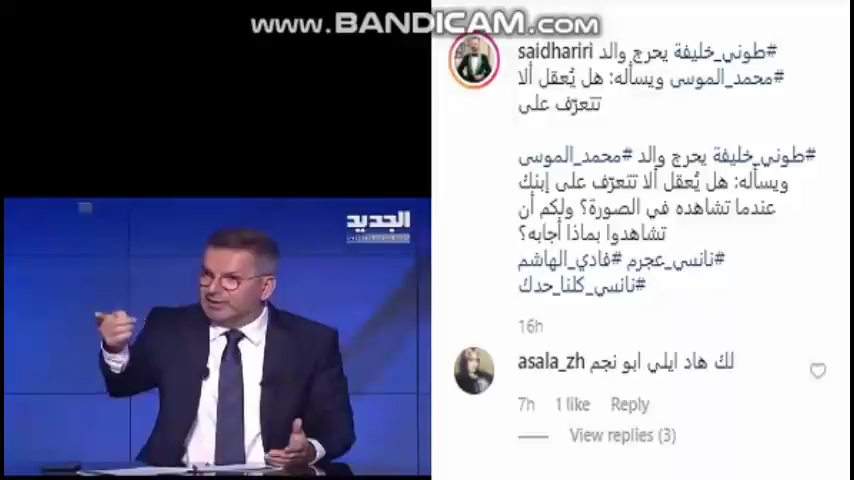 www.BANDICAM.com
الجديد
saidhariri #طوني_خليفة يحرج والد
#محمد_الموسى ويسأله: هل يُعقل ألا
تتعرّف على
#طوني_خليفة يحرج والد #محمد_الموسى
ويسأله: هل يُعقل ألا تتعرّف على إبنك
عندما تشاهده في الصورة؟ ولكم أن
تشاهدوا بماذا أجابه؟
#نانسي_عجرم #فادي_الهاشم
#نانسي_كلنا_حدك
16h
asala_zh لك هاد ايلي ابو نجم
7h 1 like Reply
View replies (3)